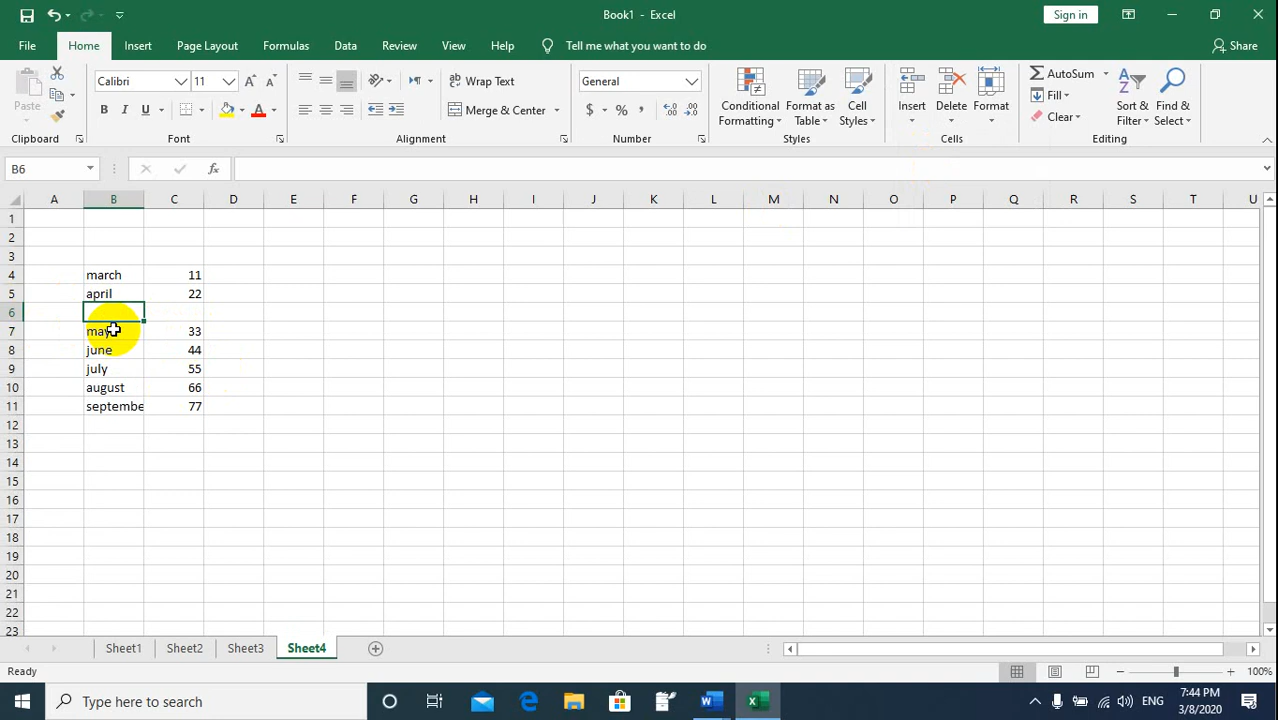 Book1 - Excel
Sign in
File Home Insert Page Layout Formulas Data Review View Help Tell me what you want to do Share
Paste
Calibri 11
B I U
Wrap Text
Merge & Center
General
$ % ,
Conditional Formatting
Format as Table
Cell Styles
Insert
Delete
Format
AutoSum
Fill
Clear
Sort & Filter
Find & Select
Clipboard Font Alignment Number Styles Cells Editing
B6 fx
A B C D E F G H I J K L M N O P Q R S T U
1
2
3
4 march 11
5 april 22
6
7 may 33
8 june 44
9 july 55
10 august 66
11 septembe 77
12
13
14
15
16
17
18
19
20
21
22
23
Sheet1 Sheet2 Sheet3 Sheet4
Ready 100%
Type here to search
ENG
7:44 PM
3/8/2020